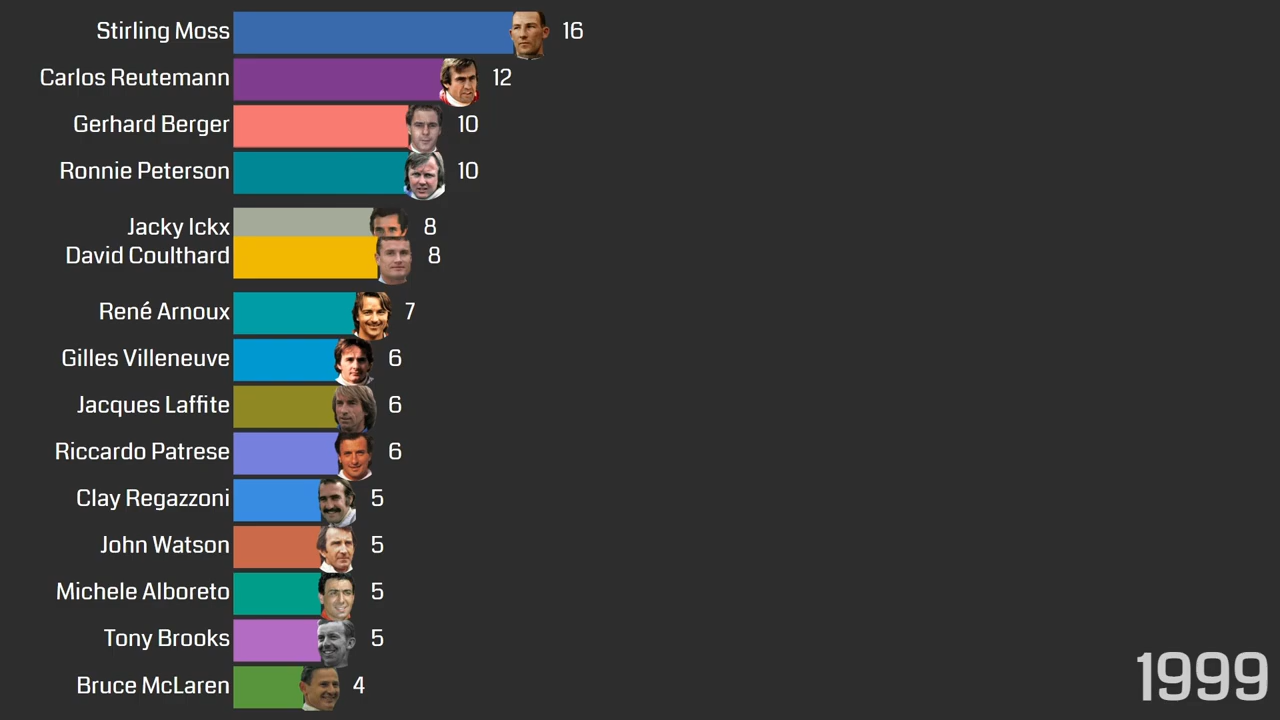 Stirling Moss 16
Carlos Reutemann 12
Gerhard Berger 10
Ronnie Peterson 10
Jacky Ickx 8
David Coulthard 8
René Arnoux 7
Gilles Villeneuve 6
Jacques Laffite 6
Riccardo Patrese 6
Clay Regazzoni 5
John Watson 5
Michele Alboreto 5
Tony Brooks 5
Bruce McLaren 4
1999